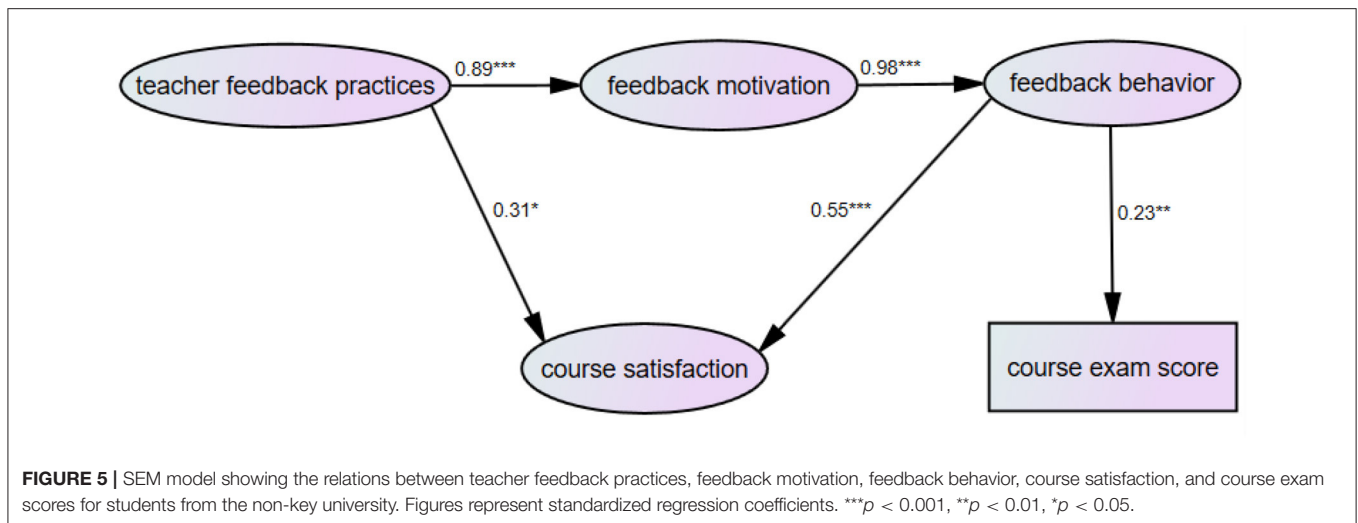 teacher feedback practices
0.89***
feedback motivation
0.98***
feedback behavior
0.31*
0.55***
0.23**
course satisfaction
course exam score
FIGURE 5 | SEM model showing the relations between teacher feedback practices, feedback motivation, feedback behavior, course satisfaction, and course exam
scores for students from the non-key university. Figures represent standardized regression coefficients. ***p < 0.001, **p < 0.01, *p < 0.05.